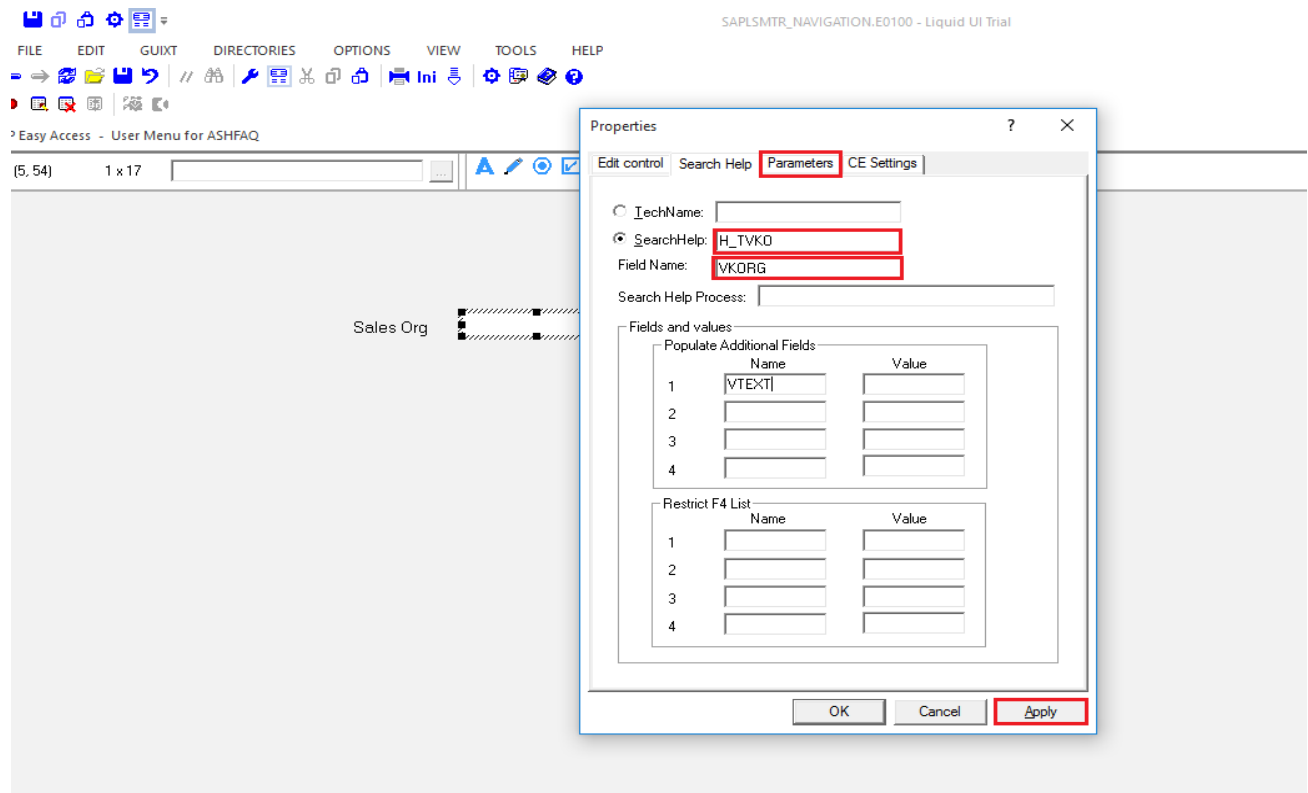 SAPLSMTR_NAVIGATION.E0100 - Liquid UI Trial
FILE EDIT GUIXT DIRECTORIES OPTIONS VIEW TOOLS HELP
Ini
Easy Access - User Menu for ASHFAQ
(5, 54) 1 x 17 ...
Properties ?
Edit control Search Help Parameters CE Settings
TechName:
SearchHelp: H_TVKO
Field Name: VKORG
Search Help Process:
Sales Org
Fields and values
Populate Additional Fields
Name Value
1 VTEXT
2
3
4
Restrict F4 List
Name Value
1
2
3
4
OK Cancel Apply